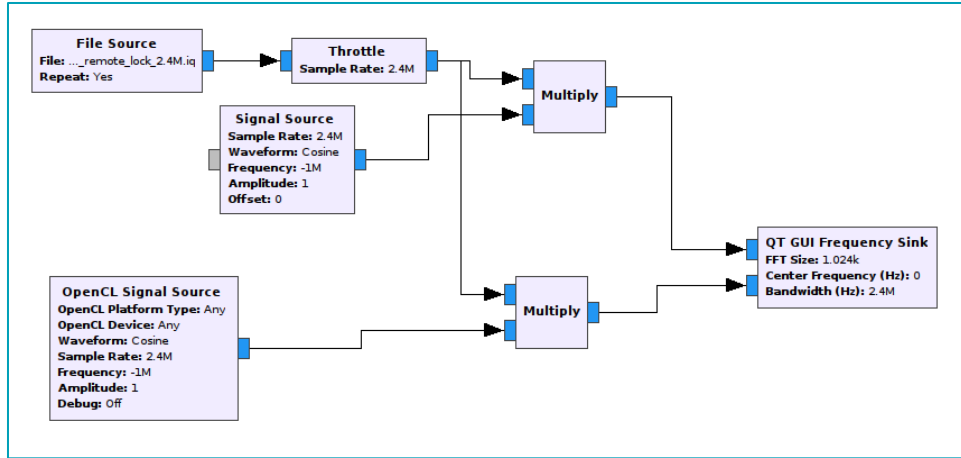 File Source
File: ..._remote_lock_2.4M.iq
Repeat: Yes
Throttle
Sample Rate: 2.4M
Multiply
Signal Source
Sample Rate: 2.4M
Waveform: Cosine
Frequency: -1M
Amplitude: 1
Offset: 0
QT GUI Frequency Sink
FFT Size: 1.024k
Center Frequency (Hz): 0
Bandwidth (Hz): 2.4M
OpenCL Signal Source
OpenCL Platform Type: Any
OpenCL Device: Any
Waveform: Cosine
Sample Rate: 2.4M
Frequency: -1M
Amplitude: 1
Debug: Off
Multiply